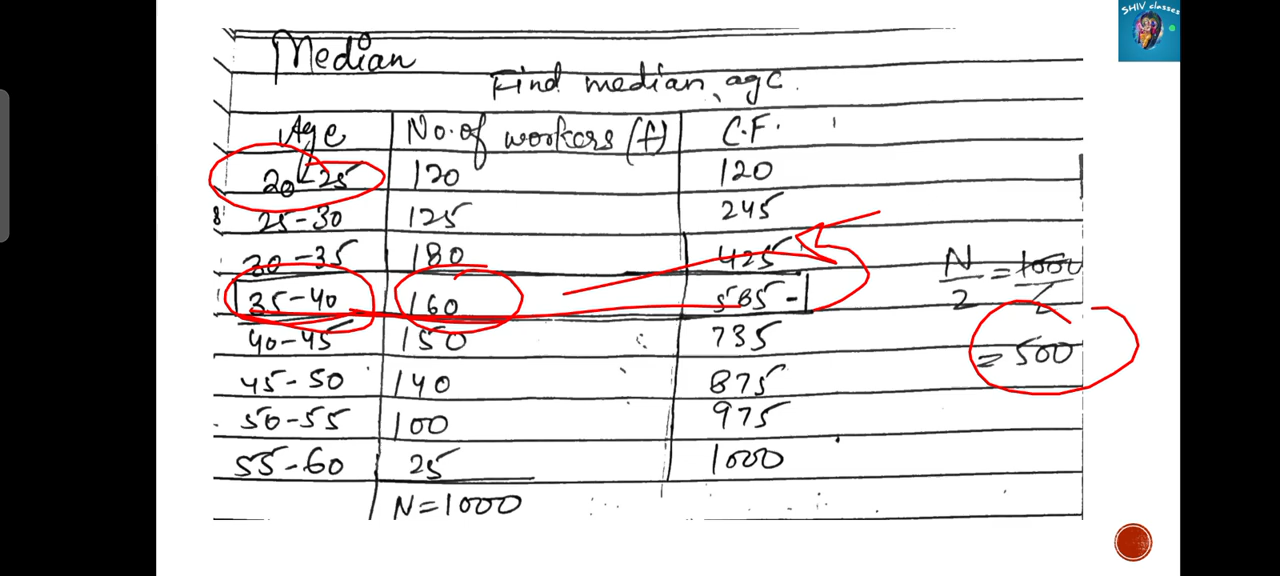 SHIV classes
Median
Find median age.
Age No. of workers (f) C.F.
20-25 120 120
25-30 125 245
30-35 180 425
35-40 160 585
40-45 150 735
45-50 140 875
50-55 100 975
55-60 25 1000
N=1000
N/2 = 1000/2
= 500